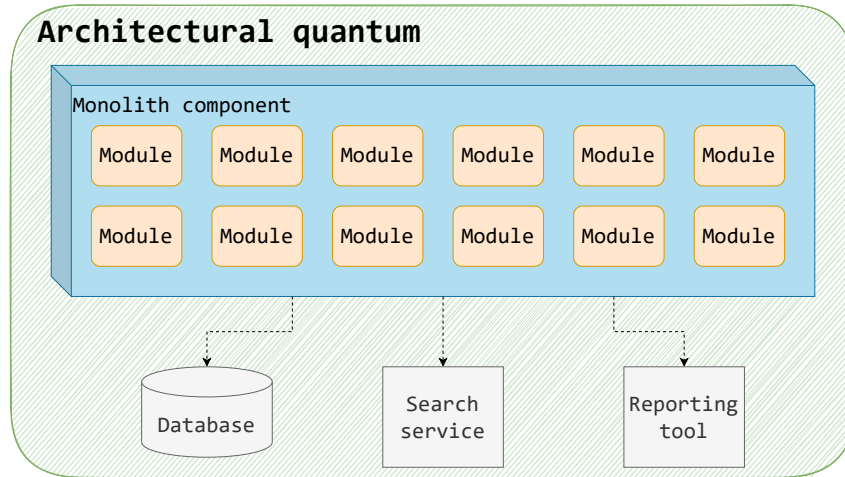 Architectural quantum
Monolith component
Module Module Module Module Module Module
Module Module Module Module Module Module
Database
Search
service
Reporting
tool